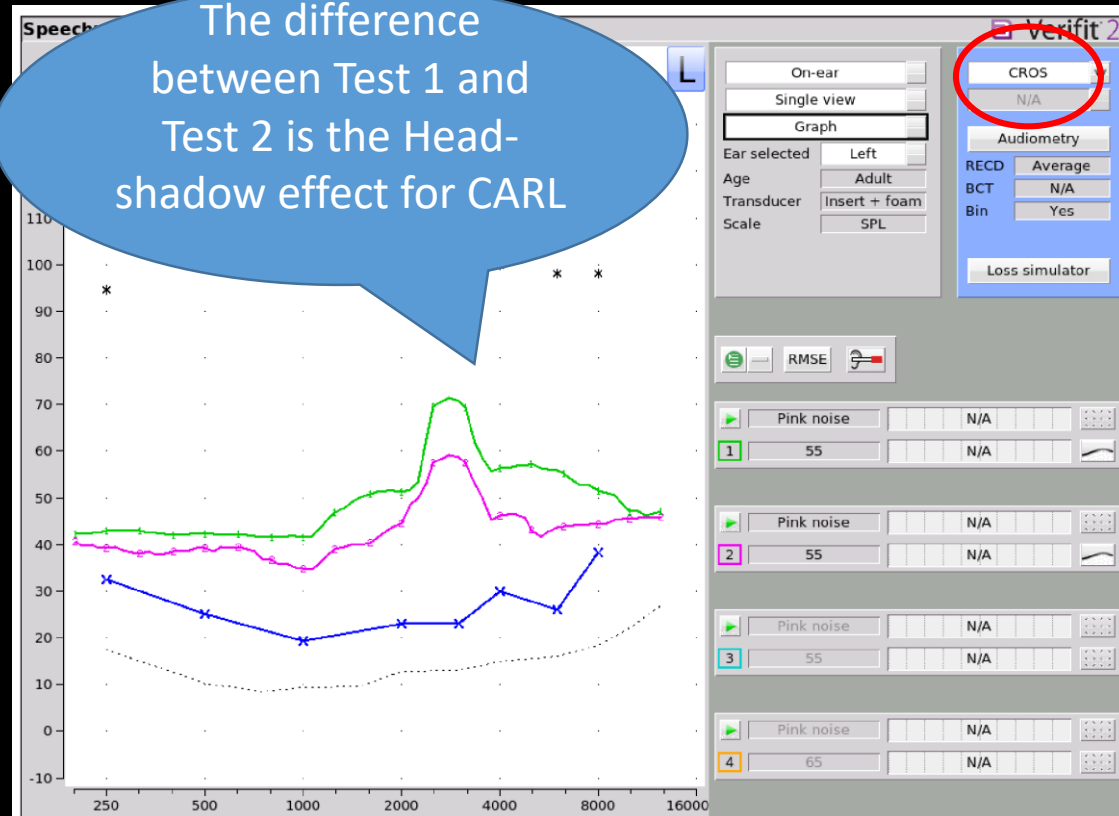 Speech
Verifit 2
The difference
between Test 1 and
Test 2 is the Head-
shadow effect for CARL
L
On-ear
Single view
Graph
Ear selected Left
Age Adult
Transducer Insert + foam
Scale SPL
CROS
N/A
Audiometry
RECD Average
BCT N/A
Bin Yes
Loss simulator
RMSE
Pink noise N/A
1 55 N/A
Pink noise N/A
2 55 N/A
Pink noise N/A
3 55 N/A
Pink noise N/A
4 65 N/A
110
100
90
80
70
60
50
40
30
20
10
0
-10
250 500 1000 2000 4000 8000 16000